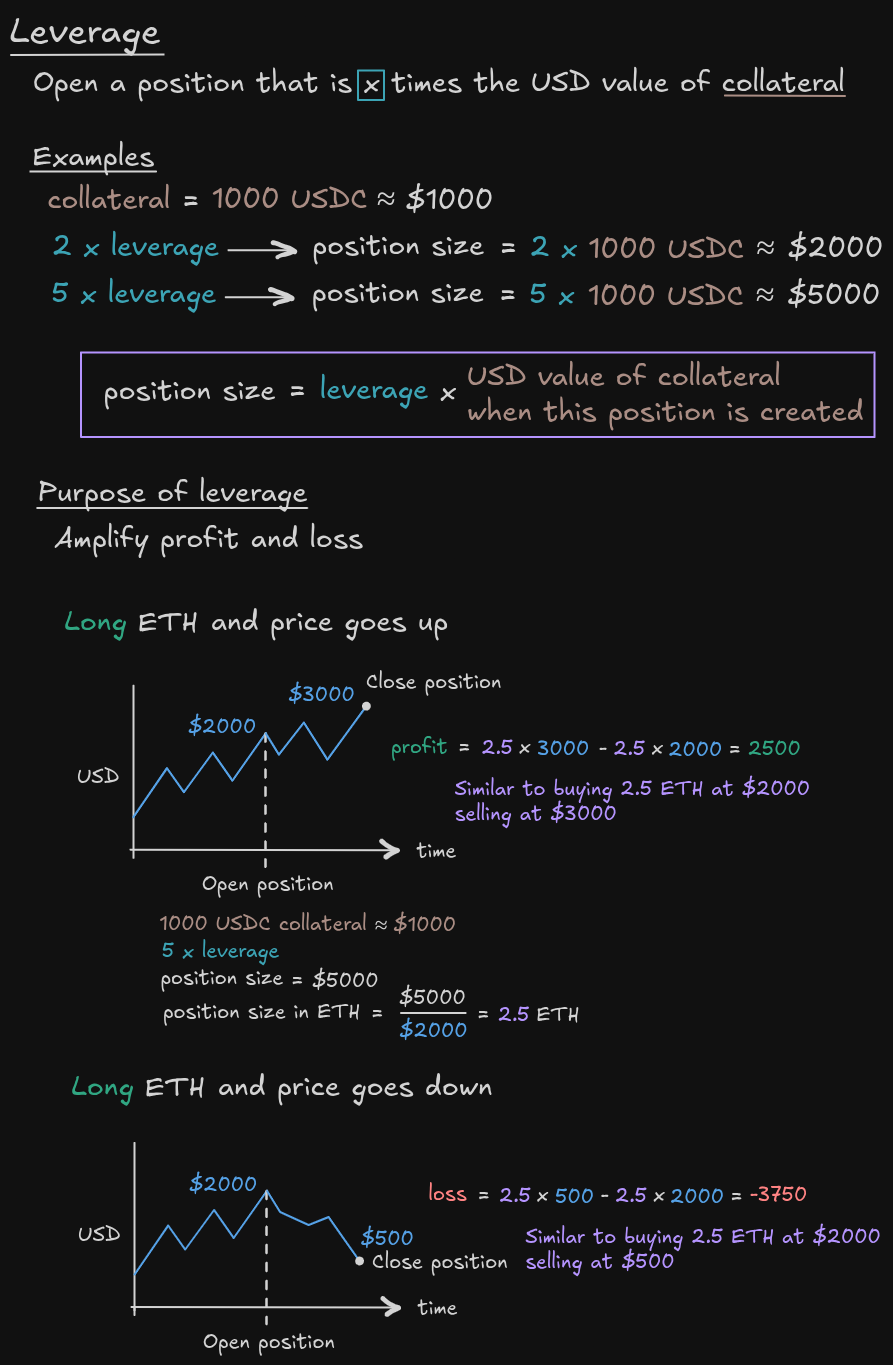 Leverage
Open a position that is x times the USD value of collateral
Examples
collateral = 1000 USDC ≈ $1000
2 x leverage → position size = 2 x 1000 USDC ≈ $2000
5 x leverage → position size = 5 x 1000 USDC ≈ $5000
position size = leverage x USD value of collateral
when this position is created
Purpose of leverage
Amplify profit and loss
Long ETH and price goes up
Close position
$3000
$2000
profit = 2.5 x 3000 - 2.5 x 2000 = 2500
USD
Similar to buying 2.5 ETH at $2000
selling at $3000
time
Open position
1000 USDC collateral ≈ $1000
5 x leverage
position size = $5000
position size in ETH = $5000 / $2000 = 2.5 ETH
Long ETH and price goes down
$2000
loss = 2.5 x 500 - 2.5 x 2000 = -3750
USD
$500
Similar to buying 2.5 ETH at $2000
Close position
selling at $500
time
Open position